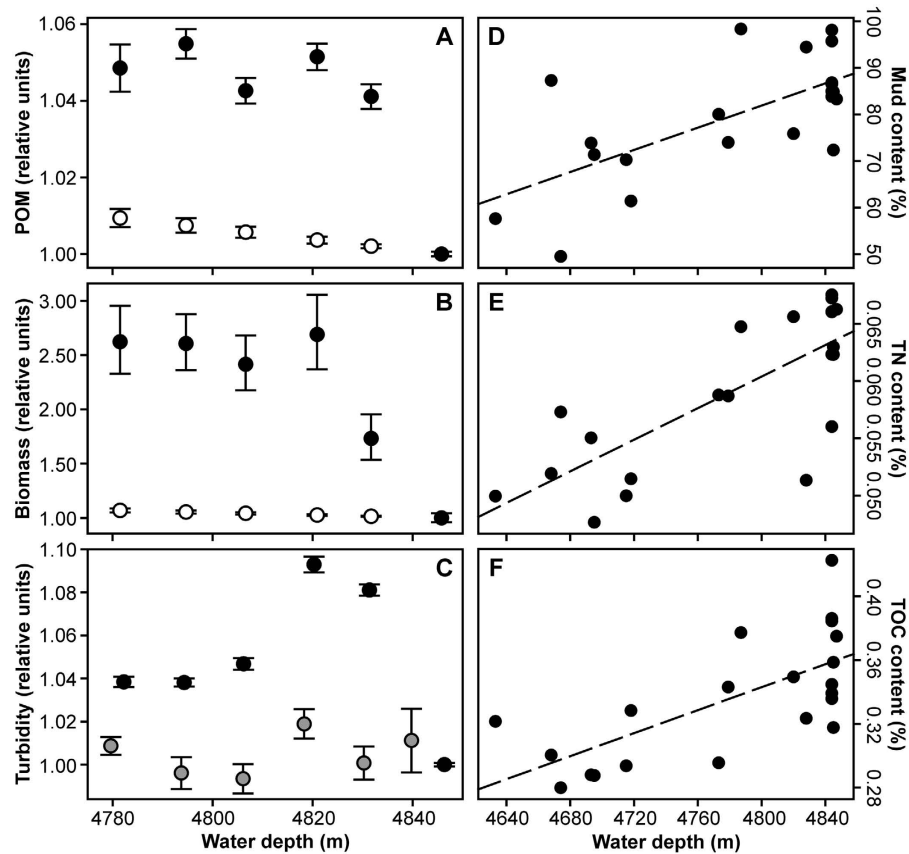 A
POM (relative units)
1.06
1.04
1.02
1.00
B
Biomass (relative units)
3.00
2.50
2.00
1.50
1.00
C
Turbidity (relative units)
1.10
1.08
1.06
1.04
1.02
1.00
4780 4800 4820 4840
Water depth (m)
D
Mud content (%)
100
90
80
70
60
50
E
TN content (%)
0.065
0.060
0.055
0.050
F
TOC content (%)
0.40
0.36
0.32
0.28
4640 4680 4720 4760 4800 4840
Water depth (m)